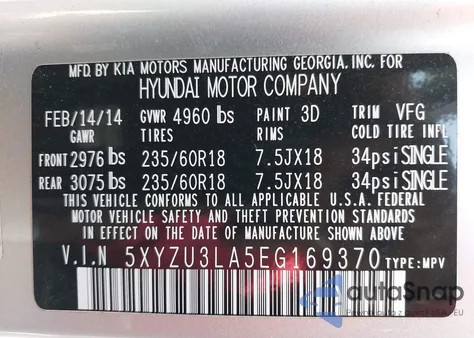 MFD. BY KIA MOTORS MANUFACTURING GEORGIA, INC. FOR
HYUNDAI MOTOR COMPANY
FEB/14/14 GVWR 4960 lbs PAINT 3D TRIM VFG
GAWR TIRES RIMS COLD TIRE INFL
FRONT 2976 lbs 235/60R18 7.5JX18 34psi SINGLE
REAR 3075 lbs 235/60R18 7.5JX18 34psi SINGLE
THIS VEHICLE CONFORMS TO ALL APPLICABLE U.S.A. FEDERAL
MOTOR VEHICLE SAFETY AND THEFT PREVENTION STANDARDS
IN EFFECT ON THE DATE OF MANUFACTURE SHOWN ABOVE.
V.I.N 5XYZU3LA5EG169370 TYPE:MPV
autoSnap